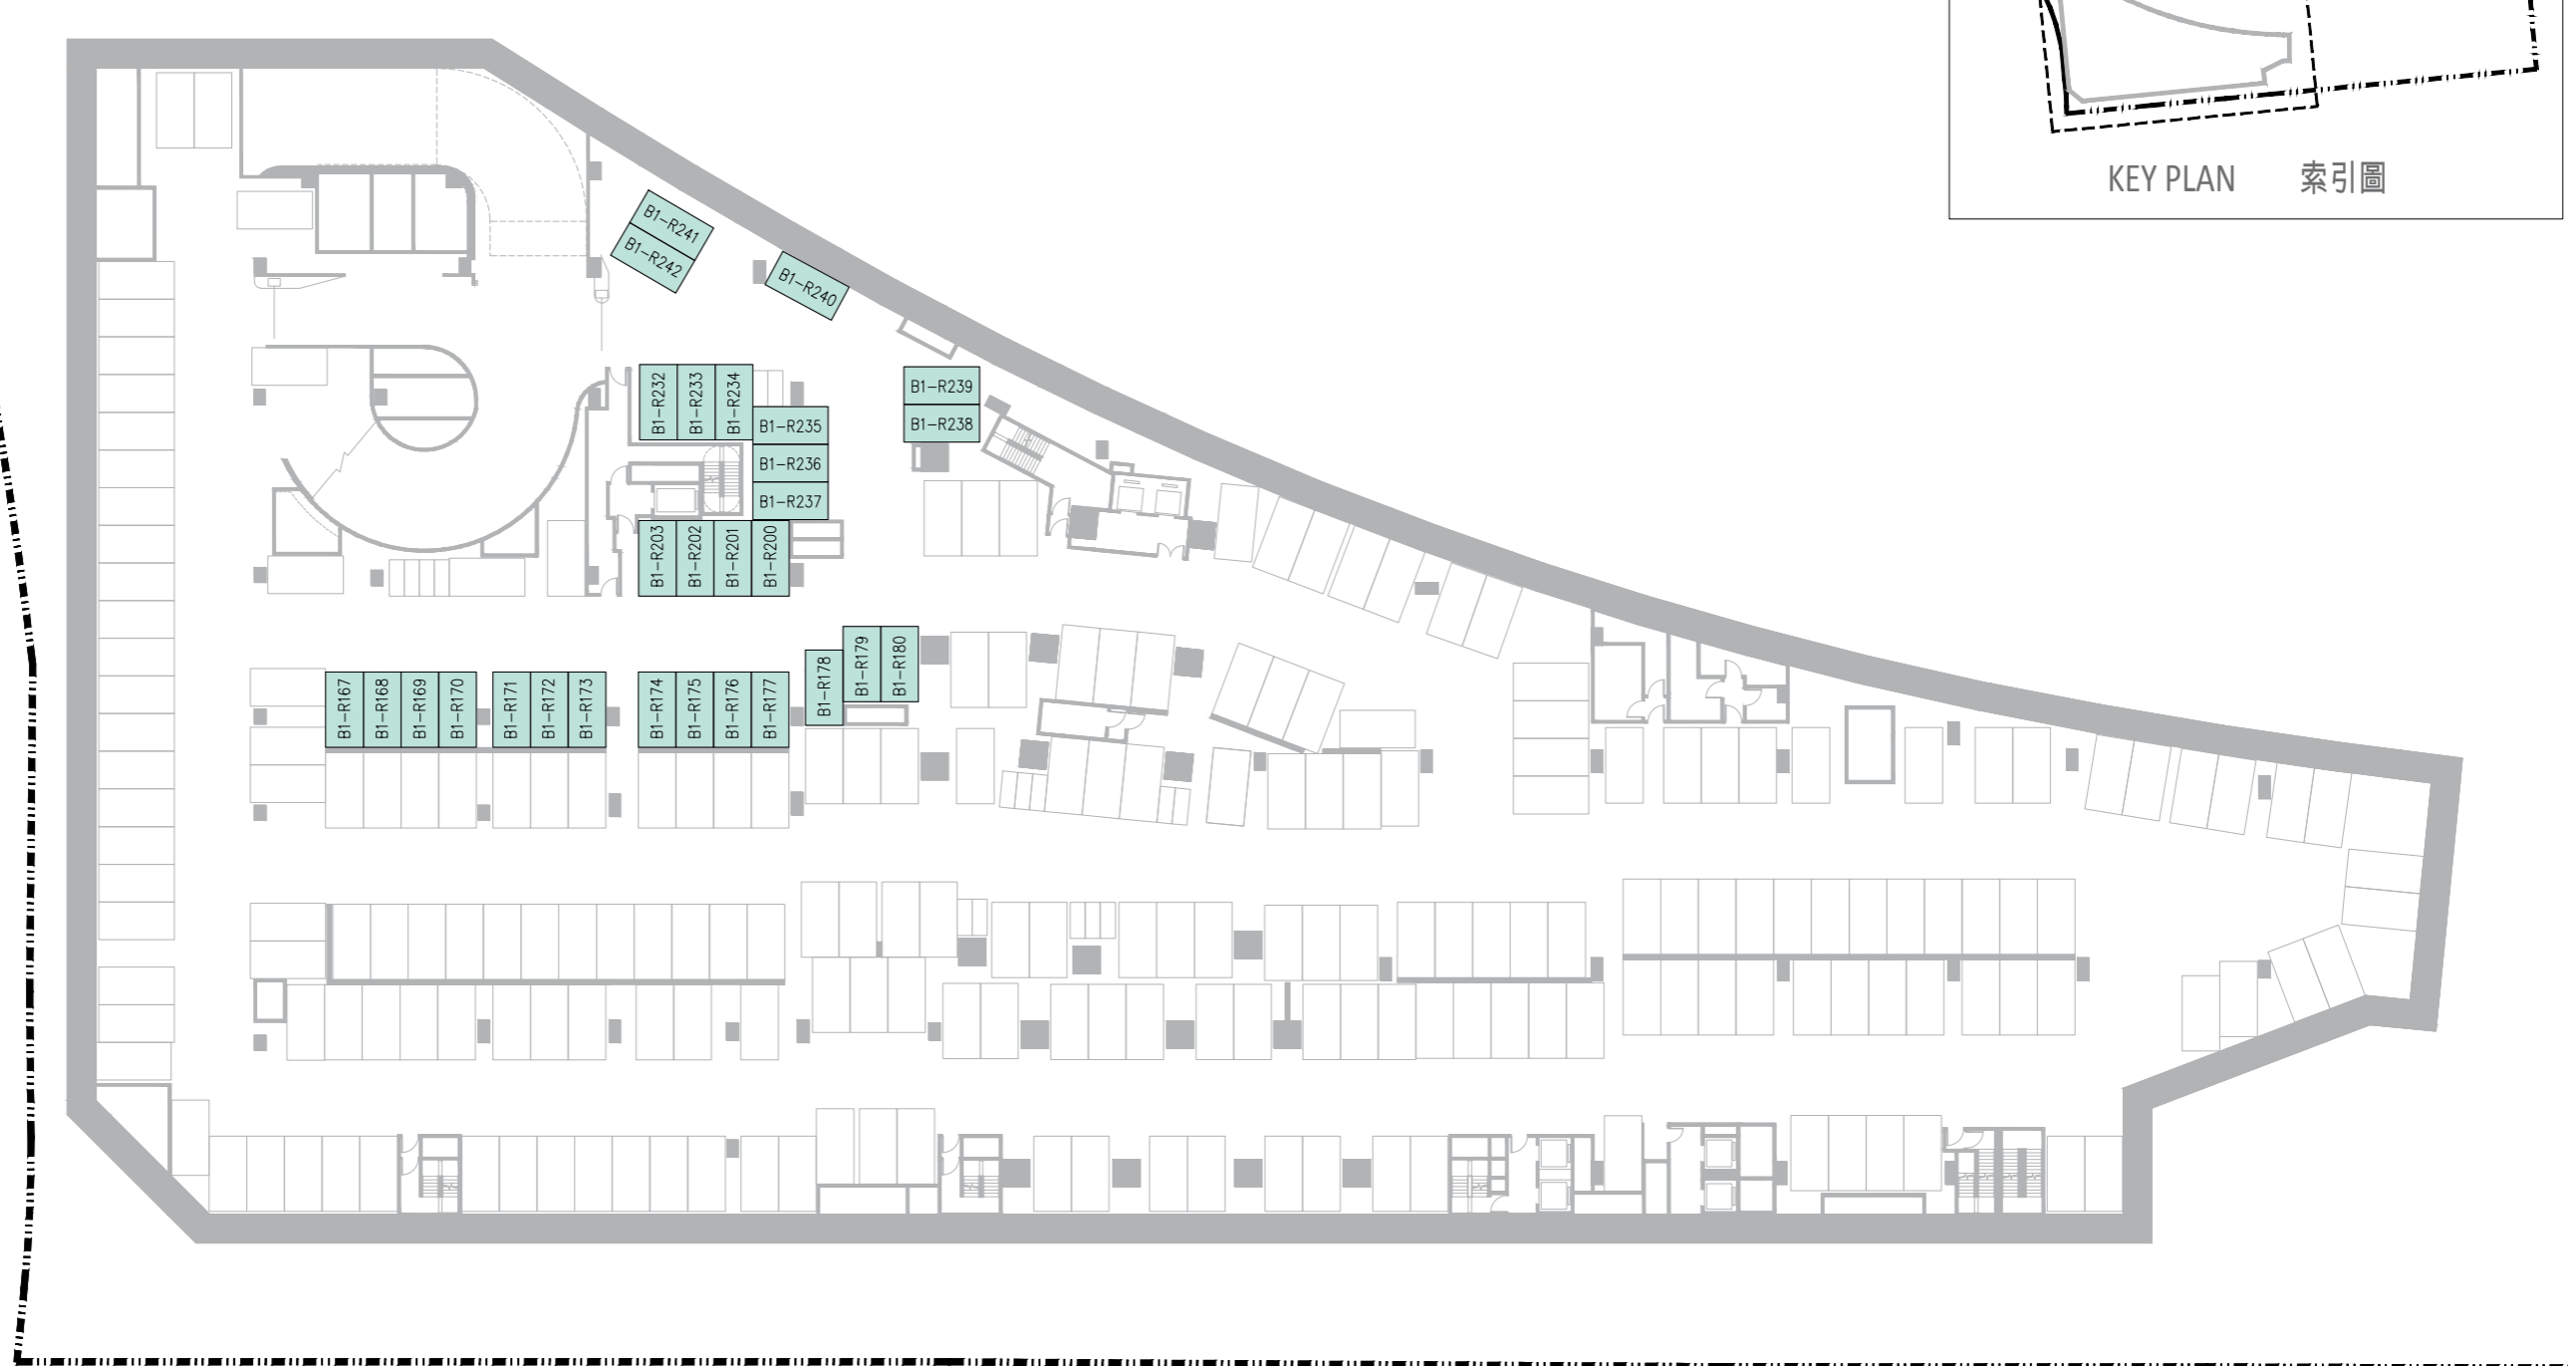 KEY PLAN 索引圖
B1-R241
B1-R242
B1-R240
B1-R232
B1-R233
B1-R234
B1-R235
B1-R236
B1-R237
B1-R239
B1-R238
B1-R203
B1-R202
B1-R201
B1-R200
B1-R167
B1-R168
B1-R169
B1-R170
B1-R171
B1-R172
B1-R173
B1-R174
B1-R175
B1-R176
B1-R177
B1-R178
B1-R179
B1-R180